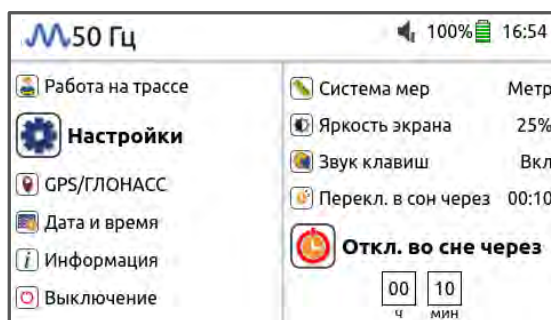 50 Гц 100% 16:54
Работа на трассе
Настройки
GPS/ГЛОНАСС
Дата и время
Информация
Выключение
Система мер Метр
Яркость экрана 25%
Звук клавиш Вкл
Перекл. в сон через 00:10
Откл. во сне через
00 10
ч мин